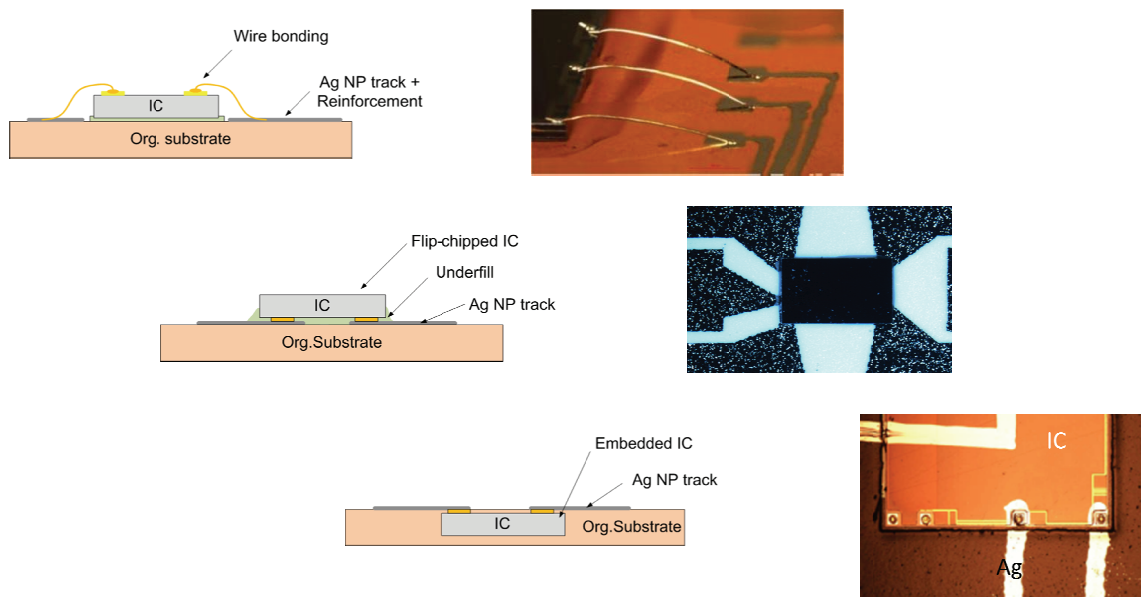 Wire bonding
Ag NP track +
Reinforcement
IC
Org. substrate
Flip-chipped IC
Underfill
Ag NP track
IC
Org.Substrate
Embedded IC
Ag NP track
IC
Org.Substrate
IC
Ag